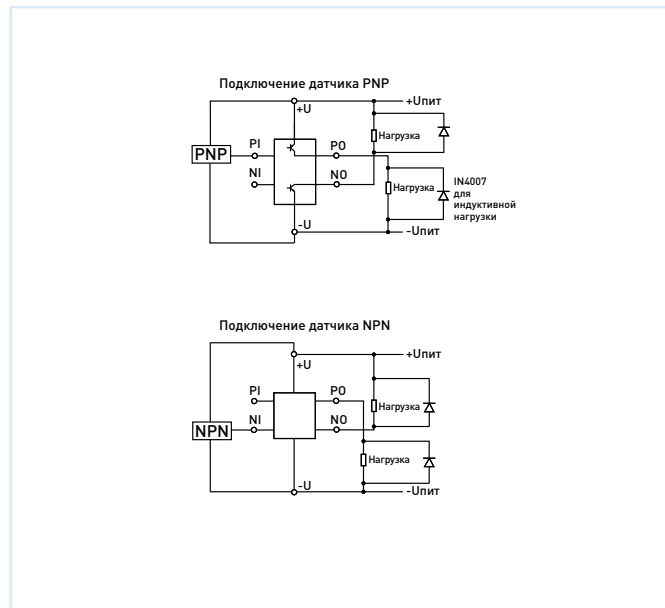 Подключение датчика PNP
+Uпит
+U
Нагрузка
PI
PO
PNP
NI
NO
Нагрузка
IN4007
для
индуктивной
нагрузки
-U
-Uпит
Подключение датчика NPN
+Uпит
+U
PI
PO
Нагрузка
NI
NO
NPN
Нагрузка
-U
-Uпит